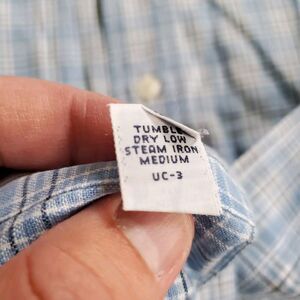 TUMBLE
DRY LOW
STEAM IRON
MEDIUM
UC-3